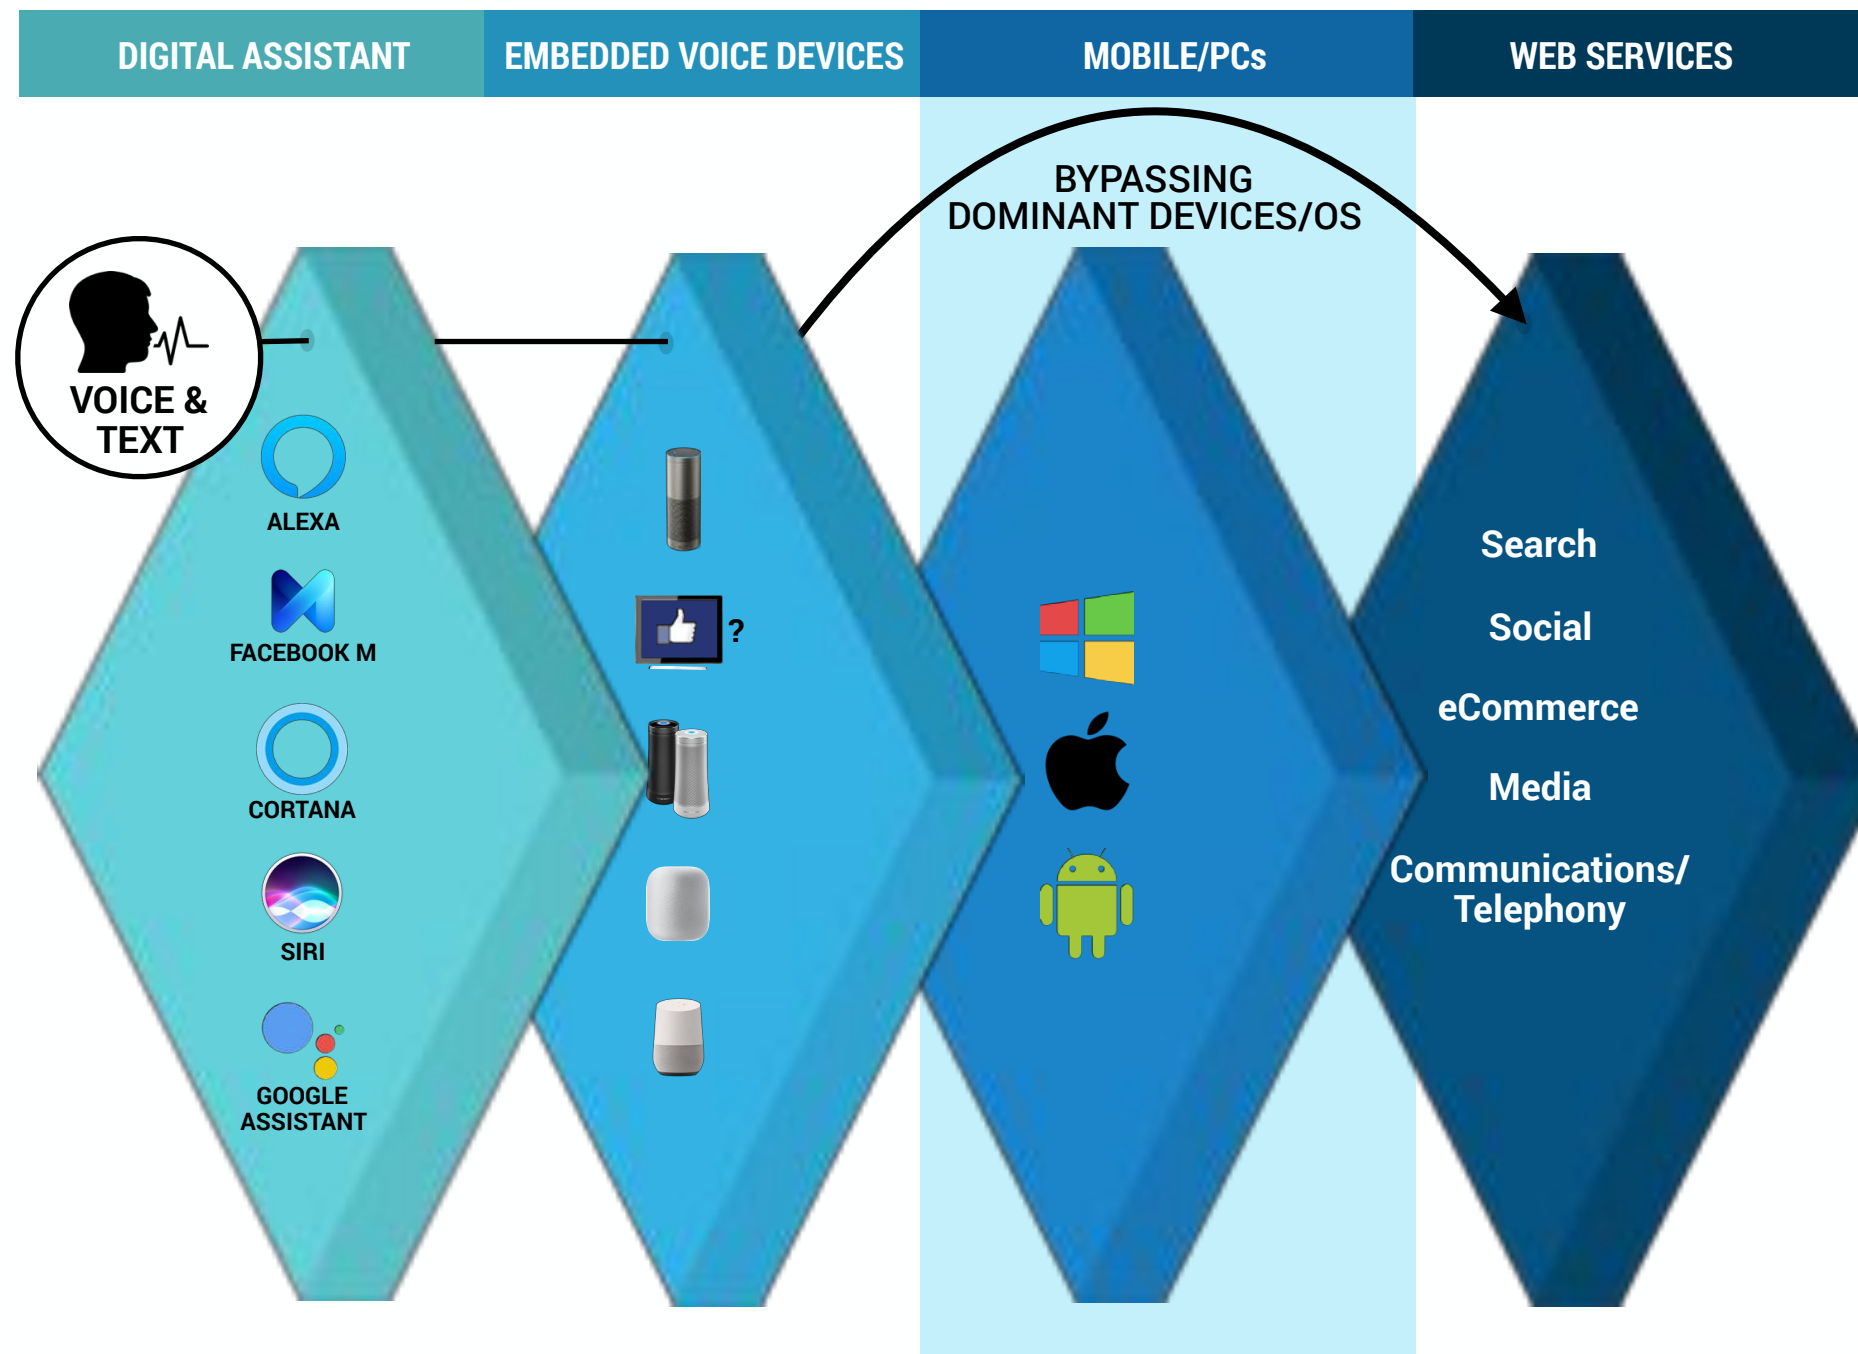 DIGITAL ASSISTANT
EMBEDDED VOICE DEVICES
MOBILE/PCs
WEB SERVICES
BYPASSING
DOMINANT DEVICES/OS
VOICE &
TEXT
ALEXA
FACEBOOK M
CORTANA
SIRI
GOOGLE
ASSISTANT
?
Search
Social
eCommerce
Media
Communications/
Telephony